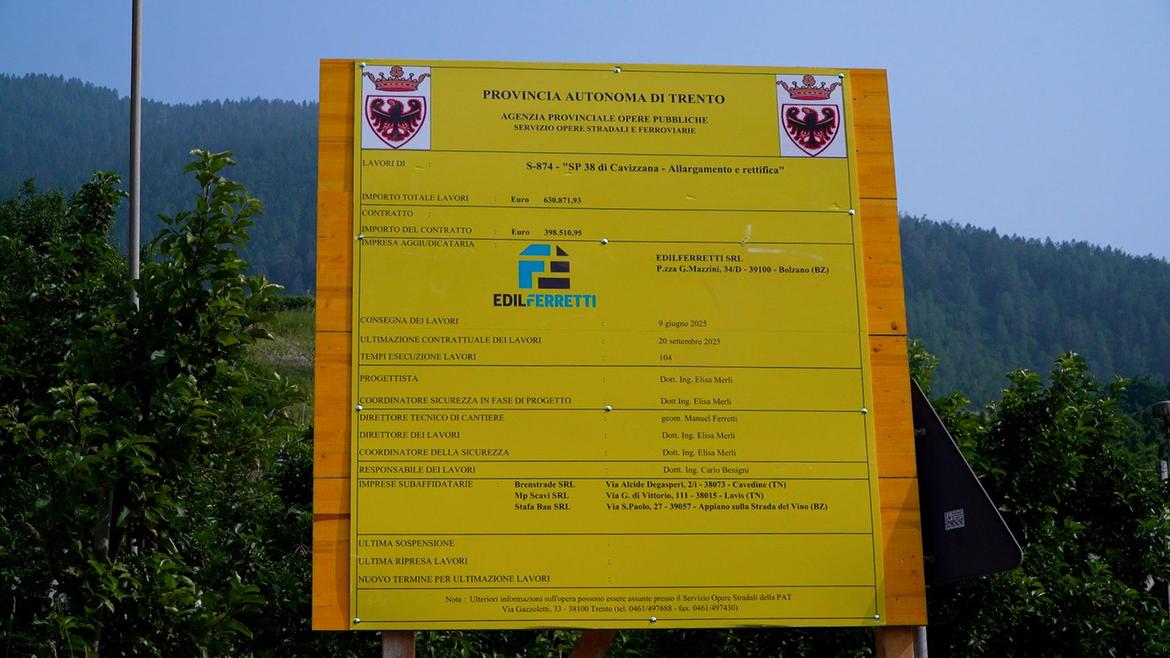 PROVINCIA AUTONOMA DI TRENTO
AGENZIA PROVINCIALE OPERE PUBBLICHE
SERVIZIO OPERE STRADALI E FERROVIARIE
LAVORI DI : S-874 - "SP 38 di Cavizzana - Allargamento e rettifica"
IMPORTO TOTALE LAVORI : Euro 630.871,93
CONTRATTO :
IMPORTO DEL CONTRATTO : Euro 398.510,95
IMPRESA AGGIUDICATARIA :
EDILFERRETTI
EDILFERRETTI SRL
P.zza G.Mazzini, 34/D - 39100 - Bolzano (BZ)
CONSEGNA DEI LAVORI : 9 giugno 2025
ULTIMAZIONE CONTRATTUALE DEI LAVORI : 20 settembre 2025
TEMPI ESECUZIONE LAVORI : 104
PROGETTISTA : Dott. Ing. Elisa Merli
COORDINATORE SICUREZZA IN FASE DI PROGETTO : Dott.Ing. Elisa Merli
DIRETTORE TECNICO DI CANTIERE : geom. Manuel Ferretti
DIRETTORE DEI LAVORI : Dott. Ing. Elisa Merli
COORDINATORE DELLA SICUREZZA : Dott. Ing. Elisa Merli
RESPONSABILE DEI LAVORI : Dottt. Ing. Carlo Benigni
IMPRESE SUBAFFIDATARIE : Brenstrade SRL Via Alcide Degasperi, 2/i - 38073 - Cavedine (TN)
Mp Scavi SRL Via G. di Vittorio, 111 - 38015 - Lavis (TN)
Stafa Bau SRL Via S.Paolo, 27 - 39057 - Appiano sulla Strada del Vino (BZ)
ULTIMA SOSPENSIONE :
ULTIMA RIPRESA LAVORI :
NUOVO TERMINE PER ULTIMAZIONE LAVORI :
Nota : Ulteriori informazioni sull'opera possono essere assunte presso il Servizio Opere Stradali della PAT
Via Gazzoletti, 33 - 38100 Trento (tel. 0461/497688 - fax. 0461/497430)